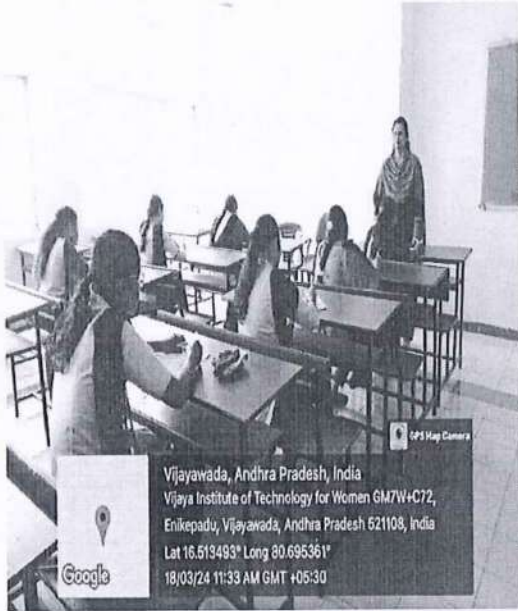 GPS Map Camera
Vijayawada, Andhra Pradesh, India
Vijaya Institute of Technology for Women GM7W+C72,
Enikepadu, Vijayawada, Andhra Pradesh 521108, India
Lat 16.513493° Long 80.695361°
18/03/24 11:33 AM GMT +05:30
Google